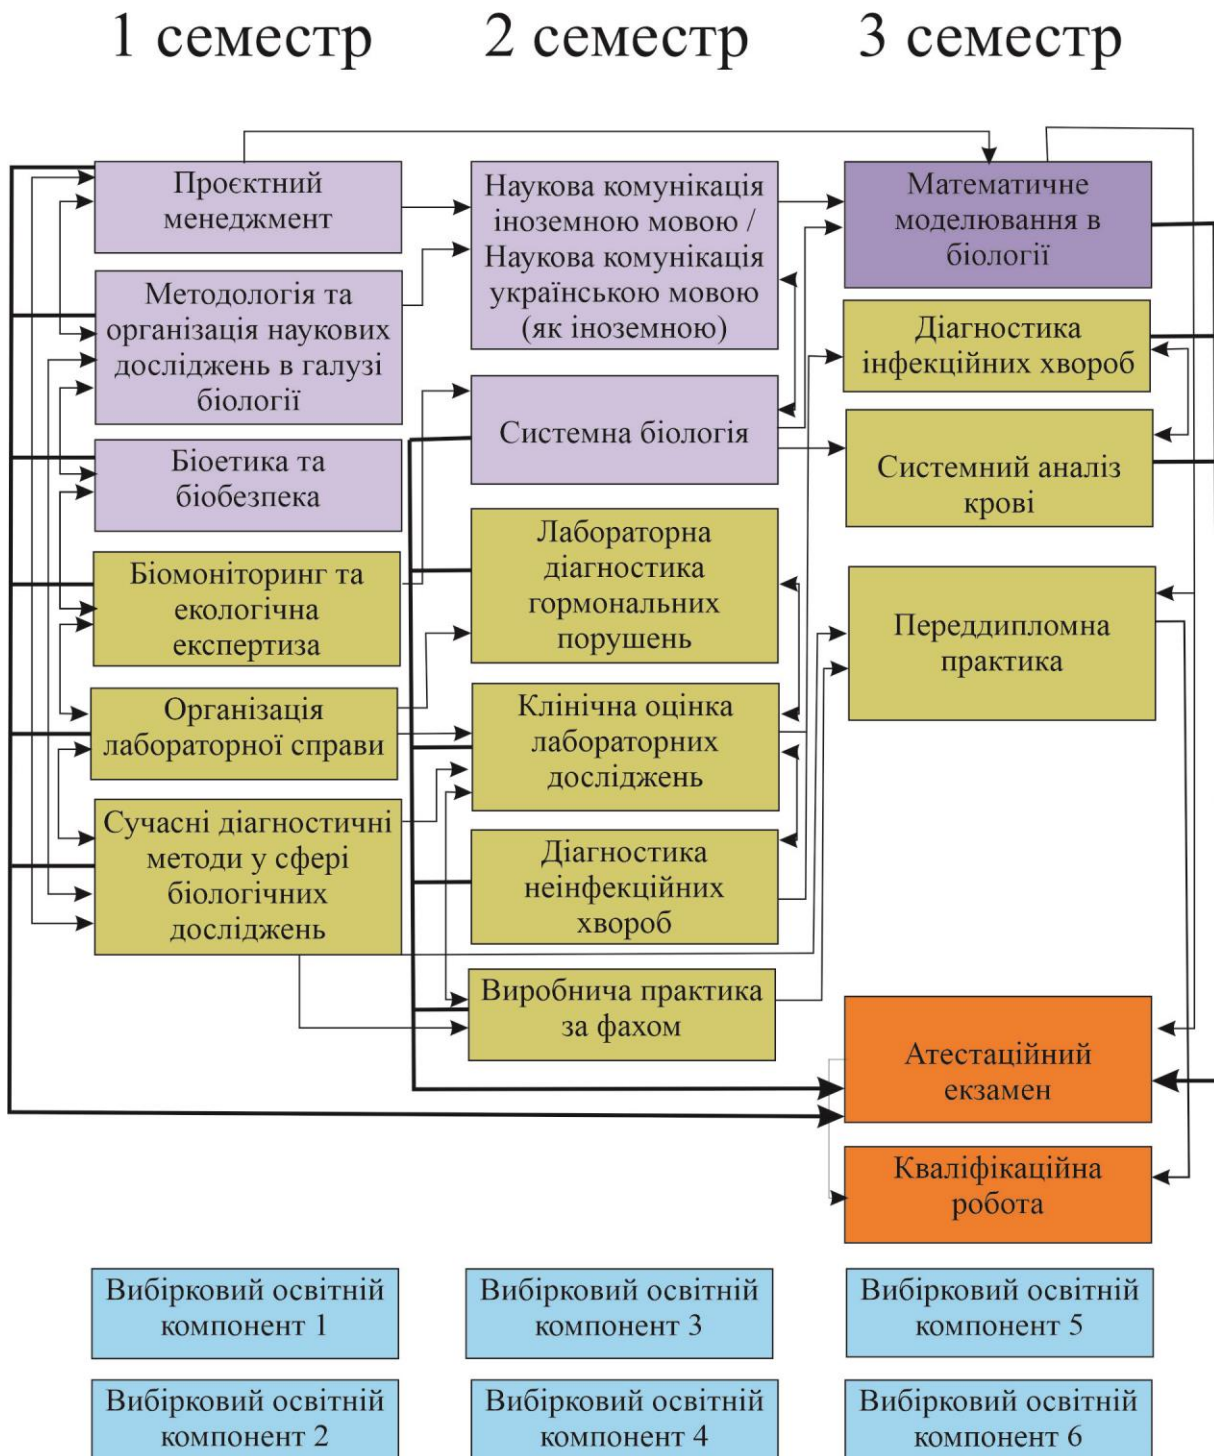 1 семестр
2 семестр
3 семестр
Проєктний
менеджмент
Методологія та
організація наукових
досліджень в галузі
біології
Біоетика та
біобезпека
Біомоніторинг та
екологічна
експертиза
Організація
лабораторної справи
Сучасні діагностичні
методи у сфері
біологічних
досліджень
Наукова комунікація
іноземною мовою /
Наукова комунікація
українською мовою
(як іноземною)
Системна біологія
Лабораторна
діагностика
гормональних
порушень
Клінічна оцінка
лабораторних
досліджень
Діагностика
неінфекційних
хвороб
Виробнича практика
за фахом
Математичне
моделювання в
біології
Діагностика
інфекційних хвороб
Системний аналіз
крові
Переддипломна
практика
Атестаційний
екзамен
Кваліфікаційна
робота
Вибірковий освітній
компонент 1
Вибірковий освітній
компонент 3
Вибірковий освітній
компонент 5
Вибірковий освітній
компонент 2
Вибірковий освітній
компонент 4
Вибірковий освітній
компонент 6